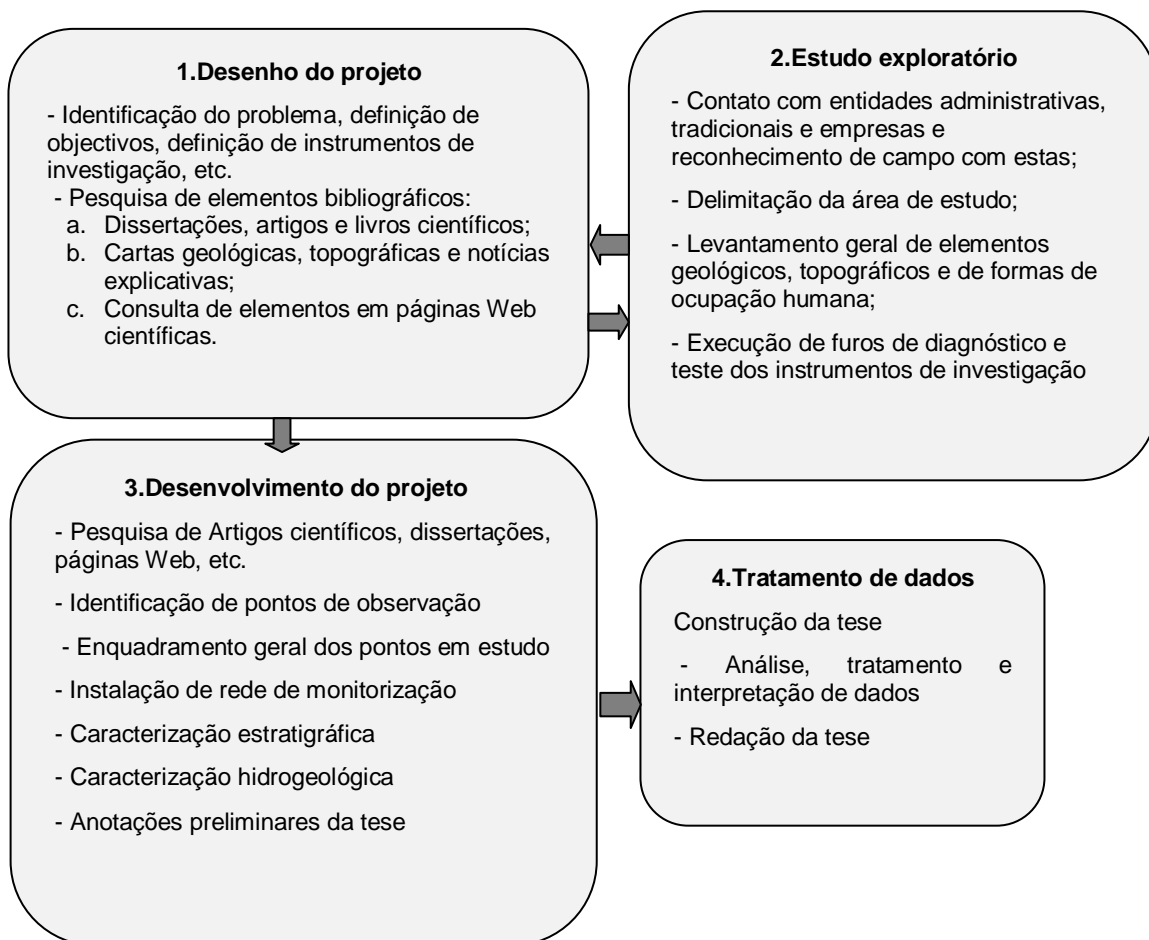 1.Desenho do projeto
- Identificação do problema, definição de
objectivos, definição de instrumentos de
investigação, etc.
- Pesquisa de elementos bibliográficos:
a. Dissertações, artigos e livros científicos;
b. Cartas geológicas, topográficas e notícias
explicativas;
c. Consulta de elementos em páginas Web
científicas.
2.Estudo exploratório
- Contato com entidades administrativas,
tradicionais e empresas e
reconhecimento de campo com estas;
- Delimitação da área de estudo;
- Levantamento geral de elementos
geológicos, topográficos e de formas de
ocupação humana;
- Execução de furos de diagnóstico e
teste dos instrumentos de investigação
3.Desenvolvimento do projeto
- Pesquisa de Artigos científicos, dissertações,
páginas Web, etc.
- Identificação de pontos de observação
- Enquadramento geral dos pontos em estudo
- Instalação de rede de monitorização
- Caracterização estratigráfica
- Caracterização hidrogeológica
- Anotações preliminares da tese
4.Tratamento de dados
Construção da tese
- Análise, tratamento e
interpretação de dados
- Redação da tese